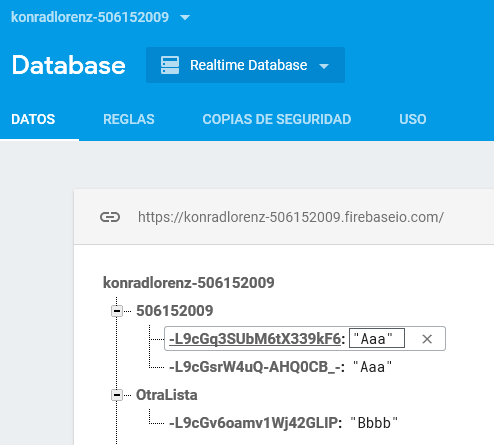 konradlorenz-506152009
Database Realtime Database
DATOS REGLAS COPIAS DE SEGURIDAD USO
https://konradlorenz-506152009.firebaseio.com/
konradlorenz-506152009
506152009
-L9cGq3SUbM6tX339kF6: "Aaa"
-L9cGsrW4uQ-AHQ0CB_-: "Aaa"
OtraLista
-L9cGv6oamv1Wj42GLIP: "Bbbb"